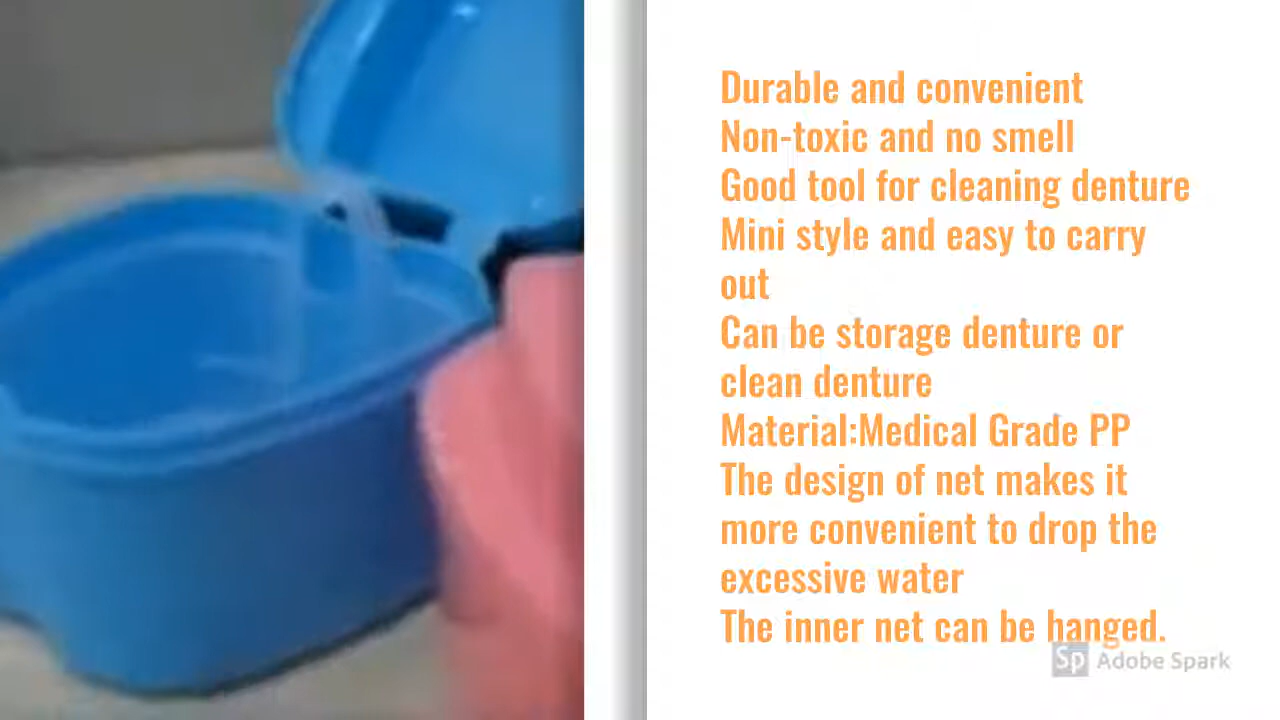 Durable and convenient
Non-toxic and no smell
Good tool for cleaning denture
Mini style and easy to carry
out
Can be storage denture or
clean denture
Material:Medical Grade PP
The design of net makes it
more convenient to drop the
excessive water
The inner net can be hanged.
Sp Adobe Spark